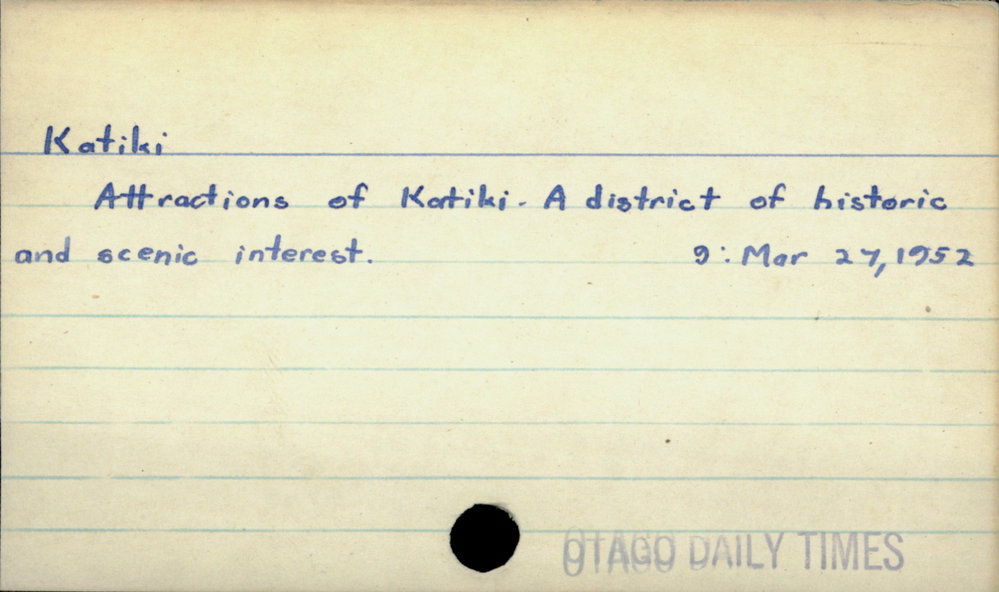 Katiki
Attractions of Katiki. A district of historic
and scenic interest. 9: Mar 27, 1952
OTAGO DAILY TIMES